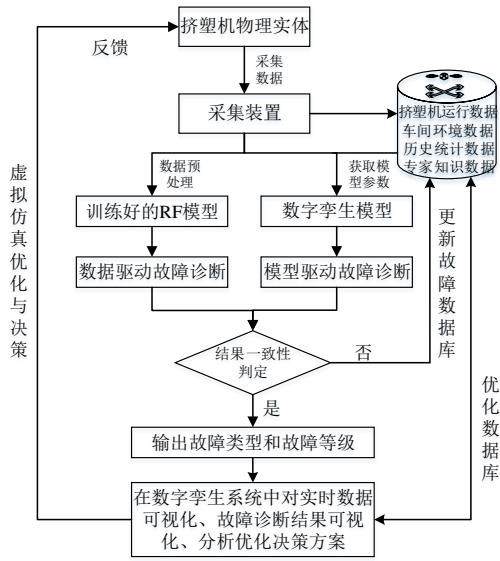 挤塑机物理实体
反馈
采集
数据
采集装置
挤塑机运行数据
车间环境数据
历史统计数据
专家知识数据
数据预
处理
获取模
型参数
训练好的RF模型
数字孪生模型
数据驱动故障诊断
模型驱动故障诊断
虚拟仿真优化与决策
更新故障数据库
结果一致性
判定
否
是
优化数据库
输出故障类型和故障等级
在数字孪生系统中对实时数据
可视化、故障诊断结果可视
化、分析优化决策方案